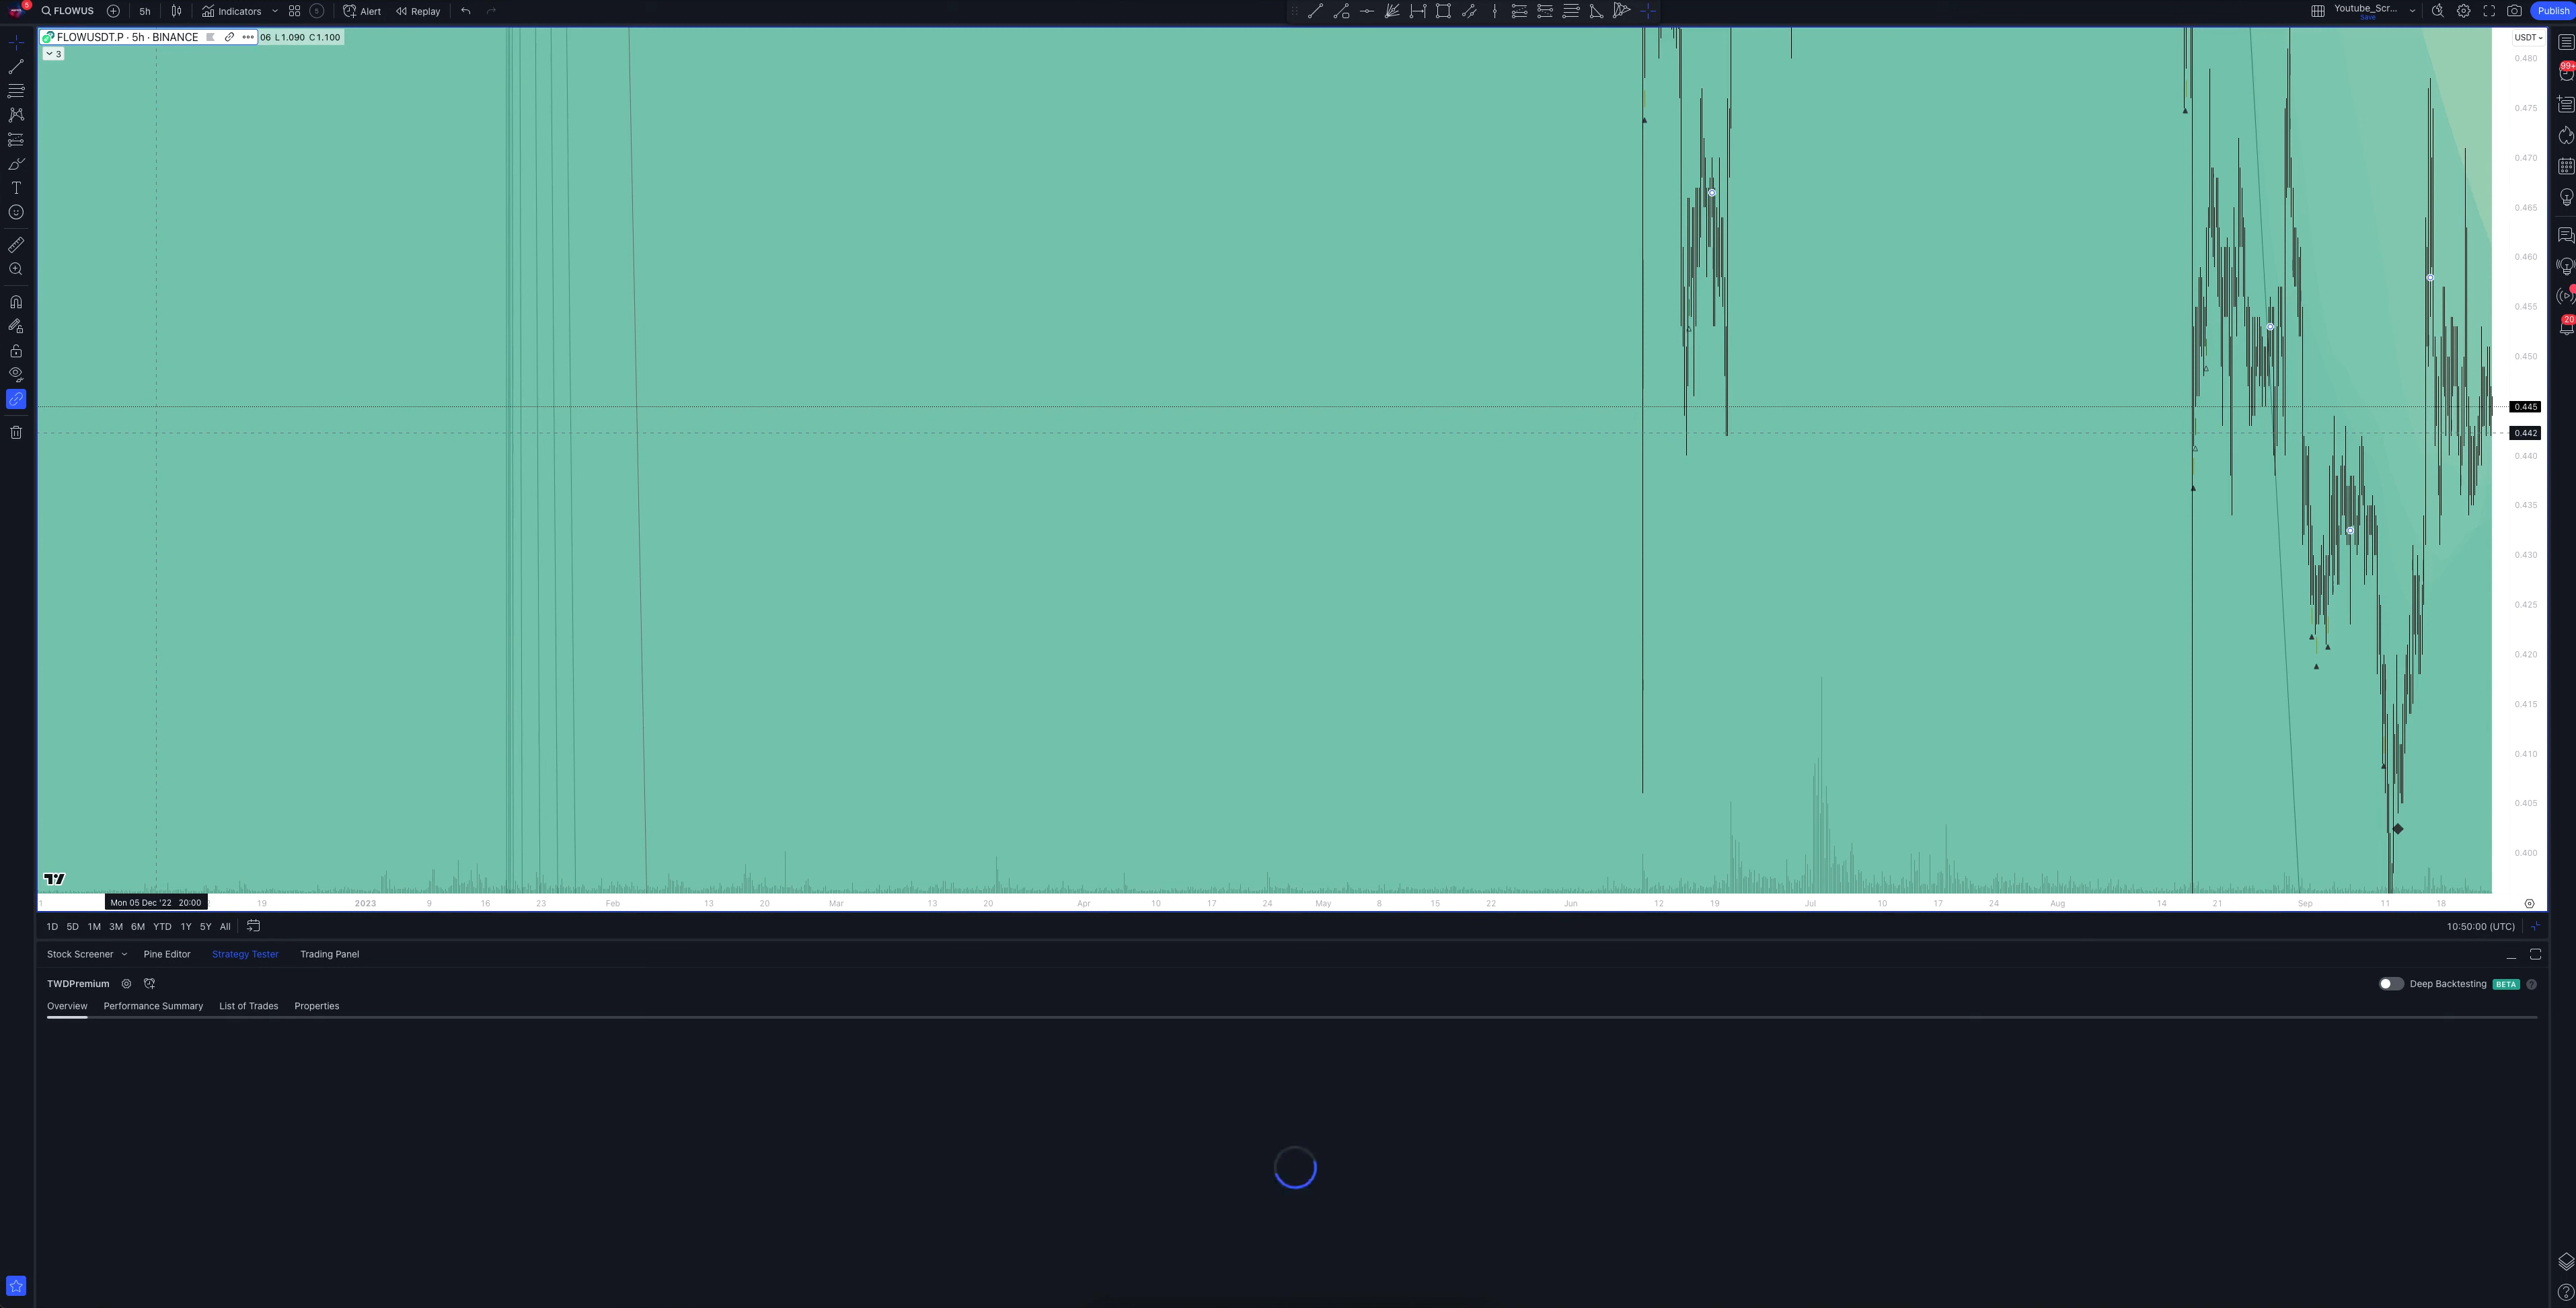 5
FLOWUS
5h
Indicators
5
Alert
Replay
Youtube_Scr...
Save
Publish
FLOWUSDT.P · 5h · BINANCE
06 L1.090 C1.100
3
USDT
0.480
0.475
0.470
0.465
0.460
0.455
0.450
0.445
0.442
0.440
0.435
0.430
0.425
0.420
0.415
0.410
0.405
0.400
99+
20
1
Mon 05 Dec '22 20:00
19
2023
9
16
23
Feb
13
20
Mar
13
20
Apr
10
17
24
May
8
15
22
Jun
12
19
Jul
10
17
24
Aug
14
21
Sep
11
18
1D 5D 1M 3M 6M YTD 1Y 5Y All
10:50:00 (UTC)
Stock Screener
Pine Editor
Strategy Tester
Trading Panel
TWDPremium
Deep Backtesting
BETA
?
Overview
Performance Summary
List of Trades
Properties